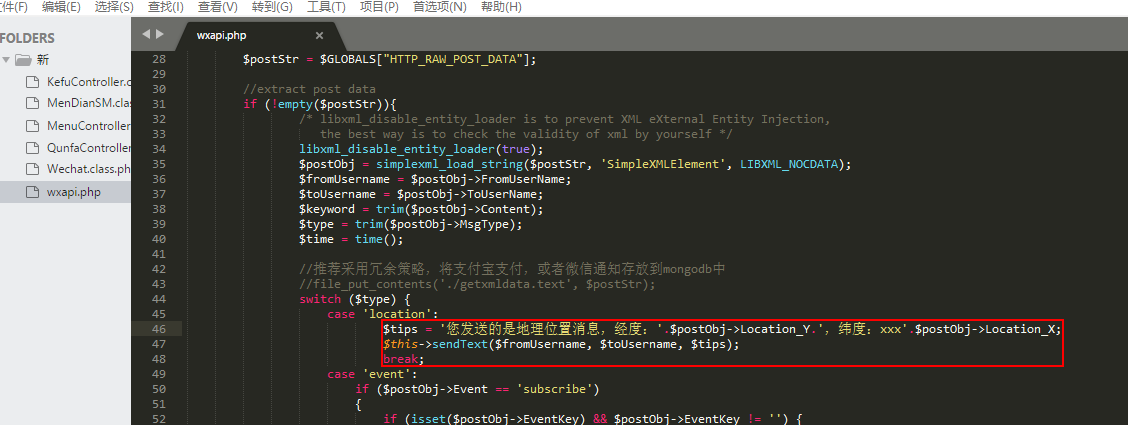 文件(F) 编辑(E) 选择(S) 查找(I) 查看(V) 转到(G) 工具(T) 项目(P) 首选项(N) 帮助(H)
FOLDERS
新
KefuController.c
MenDianSM.clas
MenuController
QunfaController
Wechat.class.ph
wxapi.php
wxapi.php ×
28 $postStr = $GLOBALS["HTTP_RAW_POST_DATA"];
29
30 //extract post data
31 if (!empty($postStr)){
32 /* libxml_disable_entity_loader is to prevent XML eXternal Entity Injection,
33 the best way is to check the validity of xml by yourself */
34 libxml_disable_entity_loader(true);
35 $postObj = simplexml_load_string($postStr, 'SimpleXMLElement', LIBXML_NOCDATA);
36 $fromUsername = $postObj->FromUserName;
37 $toUsername = $postObj->ToUserName;
38 $keyword = trim($postObj->Content);
39 $type = trim($postObj->MsgType);
40 $time = time();
41
42 //推荐采用冗余策略，将支付宝支付，或者微信通知存放到mongodb中
43 //file_put_contents('./getxmldata.text', $postStr);
44 switch ($type) {
45 case 'location':
46 $tips = '您发送的是地理位置消息，经度：'.$postObj->Location_Y.'，纬度：xxx'.$postObj->Location_X;
47 $this->sendText($fromUsername, $toUsername, $tips);
48 break;
49 case 'event':
50 if ($postObj->Event == 'subscribe')
51 {
52 if (isset($postObj->EventKey) && $postObj->EventKey != '') {